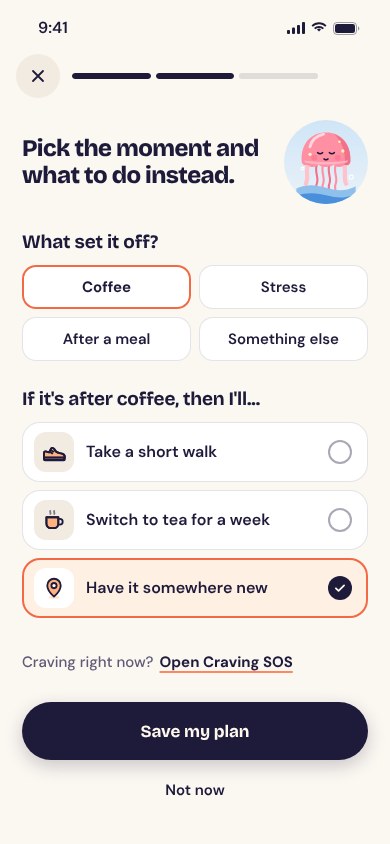 9:41
Pick the moment and
what to do instead.
What set it off?
Coffee
Stress
After a meal
Something else
If it's after coffee, then I'll...
Take a short walk
Switch to tea for a week
Have it somewhere new
Craving right now? Open Craving SOS
Save my plan
Not now